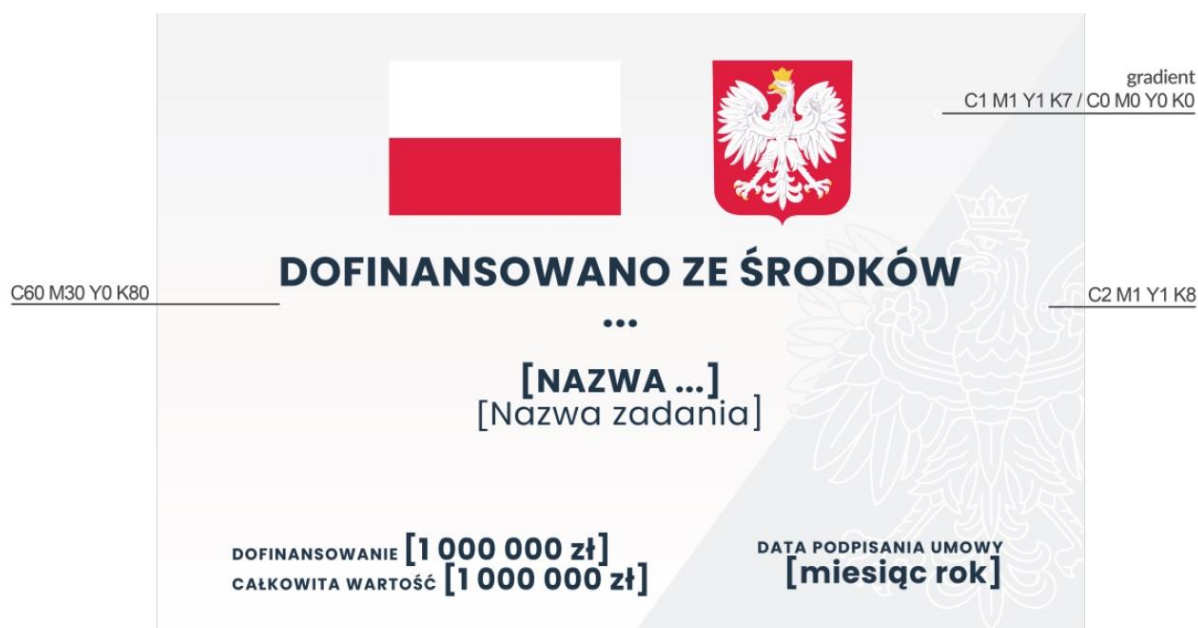 gradient
C1 M1 Y1 K7 / C0 M0 Y0 K0
DOFINANSOWANO ZE ŚRODKÓW
C60 M30 Y0 K80
C2 M1 Y1 K8
...
[NAZWA ...]
[Nazwa zadania]
DOFINANSOWANIE [1 000 000 zł]
CAŁKOWITA WARTOŚĆ [1 000 000 zł]
DATA PODPISANIA UMOWY
[miesiąc rok]